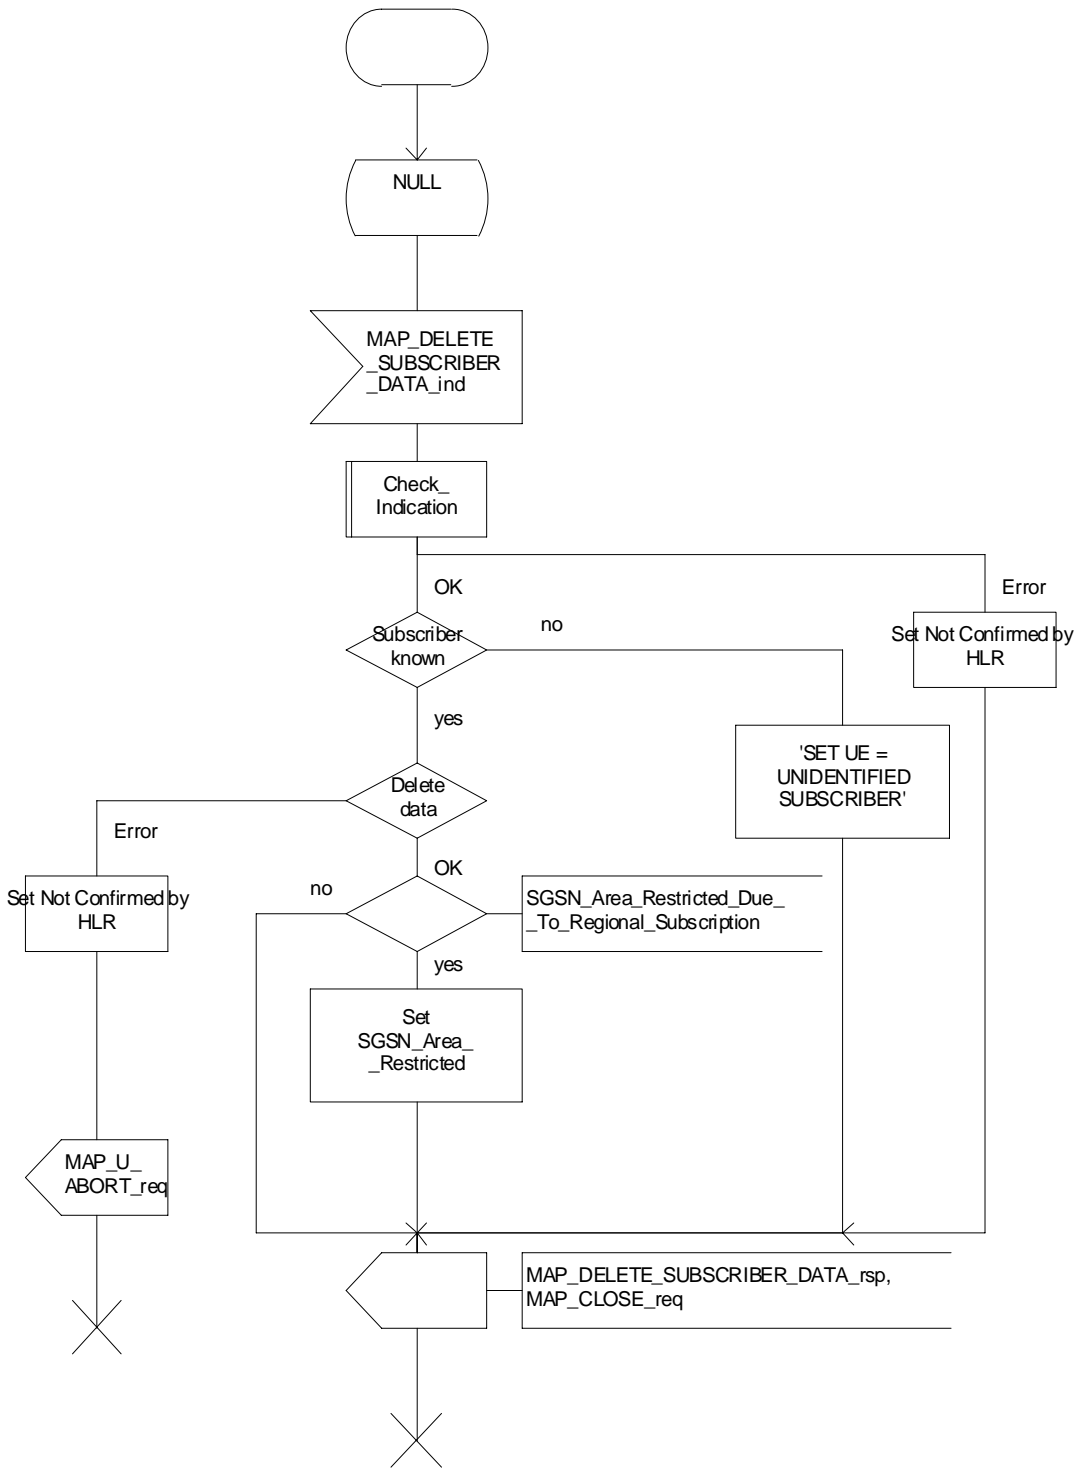 NULL
MAP_DELETE
_SUBSCRIBER
_DATA_ind
Check_
Indication
OK
Error
Subscriber
known
no
Set Not Confirmed by
HLR
yes
'SET UE =
UNIDENTIFIED
SUBSCRIBER'
Delete
data
Error
OK
no
Set Not Confirmed by
HLR
SGSN_Area_Restricted_Due_
_To_Regional_Subscription
yes
Set
SGSN_Area_
_Restricted
MAP_U_
ABORT_req
MAP_DELETE_SUBSCRIBER_DATA_rsp,
MAP_CLOSE_req